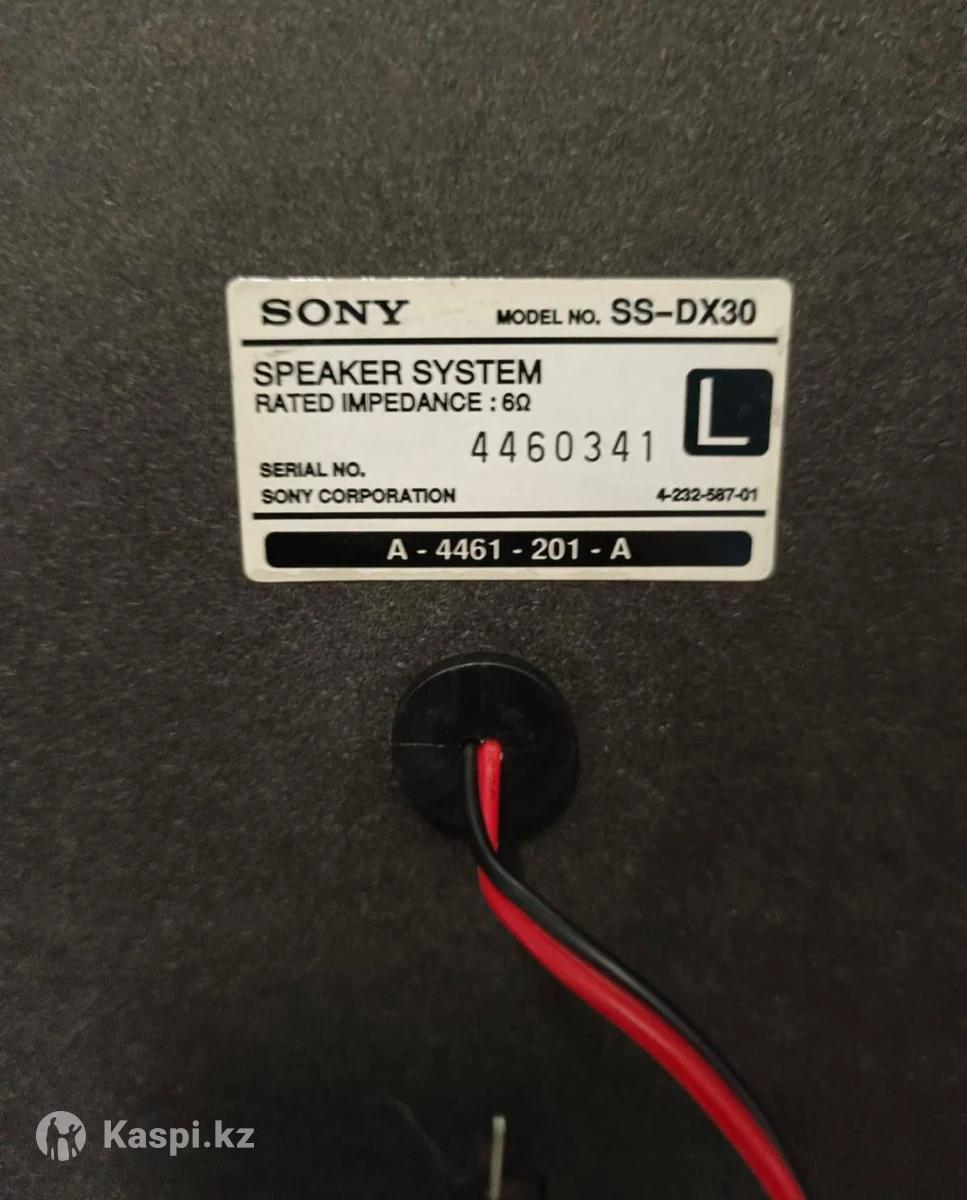 SONY MODEL NO. SS-DX30
SPEAKER SYSTEM
RATED IMPEDANCE : 6Ω
L
4460341
SERIAL NO.
SONY CORPORATION 4-232-587-01
A - 4461 - 201 - A
Kaspi.kz